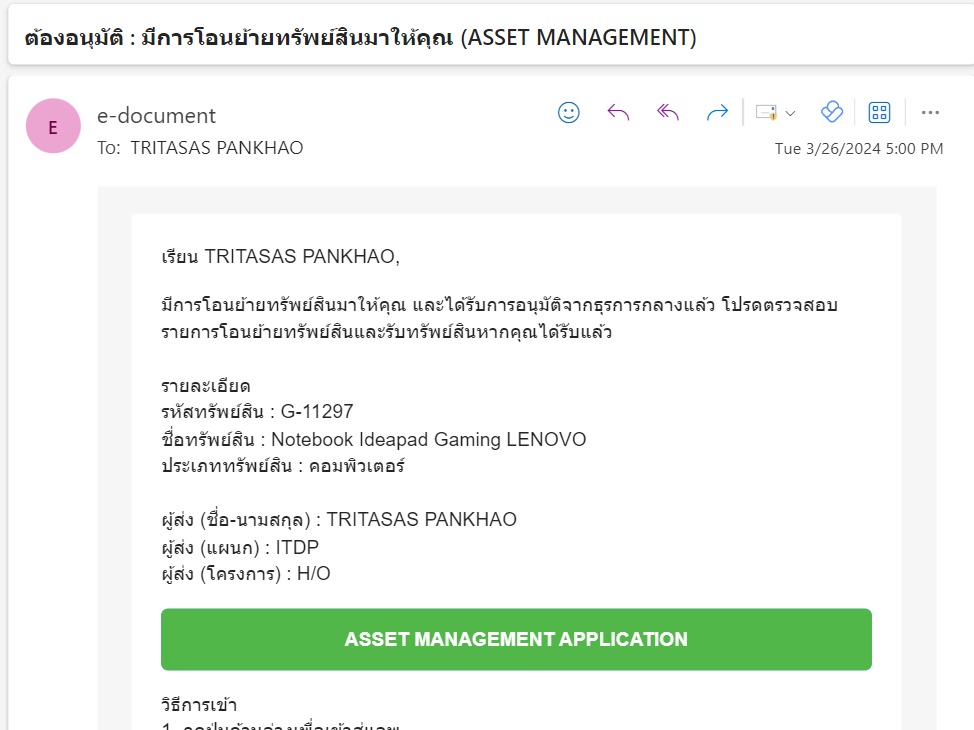 ต้องอนุมัติ : มีการโอนย้ายทรัพย์สินมาให้คุณ (ASSET MANAGEMENT)
E
e-document
To: TRITASAS PANKHAO
Tue 3/26/2024 5:00 PM
เรียน TRITASAS PANKHAO,
มีการโอนย้ายทรัพย์สินมาให้คุณ และได้รับการอนุมัติจากธุรการกลางแล้ว โปรดตรวจสอบ
รายการโอนย้ายทรัพย์สินและรับทรัพย์สินหากคุณได้รับแล้ว
รายละเอียด
รหัสทรัพย์สิน : G-11297
ชื่อทรัพย์สิน : Notebook Ideapad Gaming LENOVO
ประเภททรัพย์สิน : คอมพิวเตอร์
ผู้ส่ง (ชื่อ-นามสกุล) : TRITASAS PANKHAO
ผู้ส่ง (แผนก) : ITDP
ผู้ส่ง (โครงการ) : H/O
ASSET MANAGEMENT APPLICATION
วิธีการเข้า